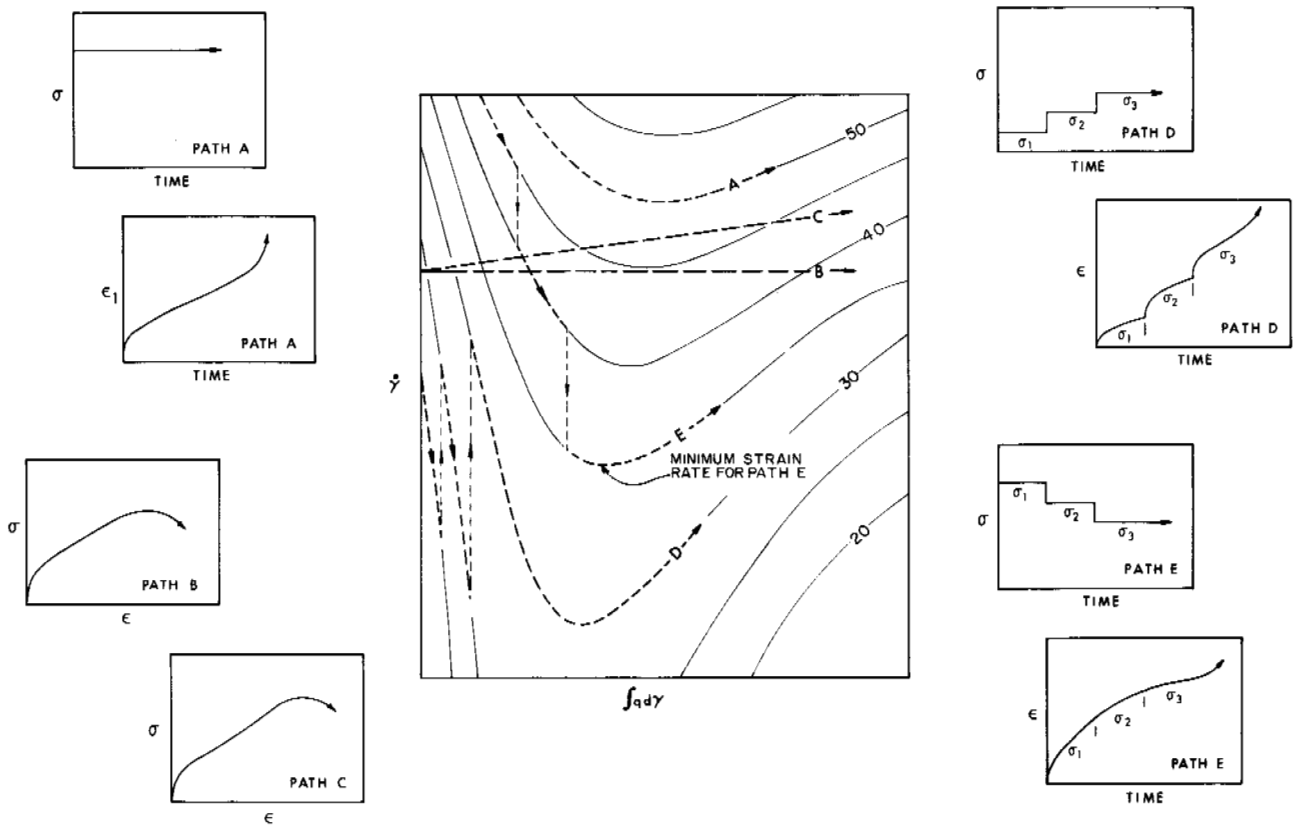 σ
PATH A
TIME
ε₁
PATH A
TIME
σ
PATH B
ε
σ
PATH C
ε
γ̇
50
A
C
40
B
30
E
MINIMUM STRAIN
RATE FOR PATH E
20
D
∫qdγ
σ
σ₁
σ₂
σ₃
PATH D
TIME
ε
σ₁
σ₂
σ₃
PATH D
TIME
σ
σ₁
σ₂
σ₃
PATH E
TIME
ε
σ₁
σ₂
σ₃
PATH E
TIME